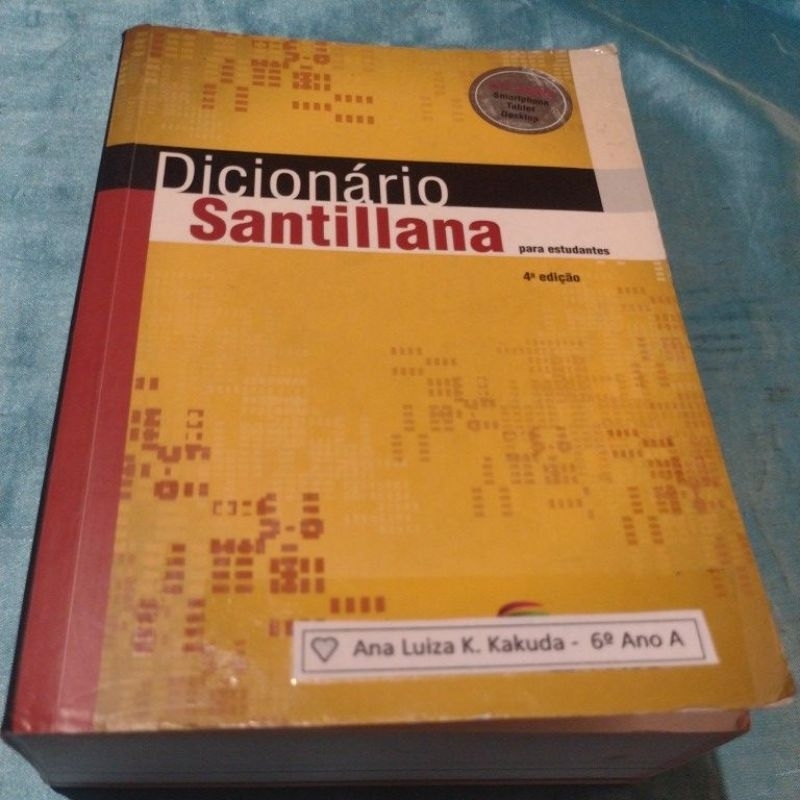 Smartphone
Tablet
Desktop
Dicionário
Santillana
para estudantes
4ª edição
♡ Ana Luiza K. Kakuda - 6º Ano A